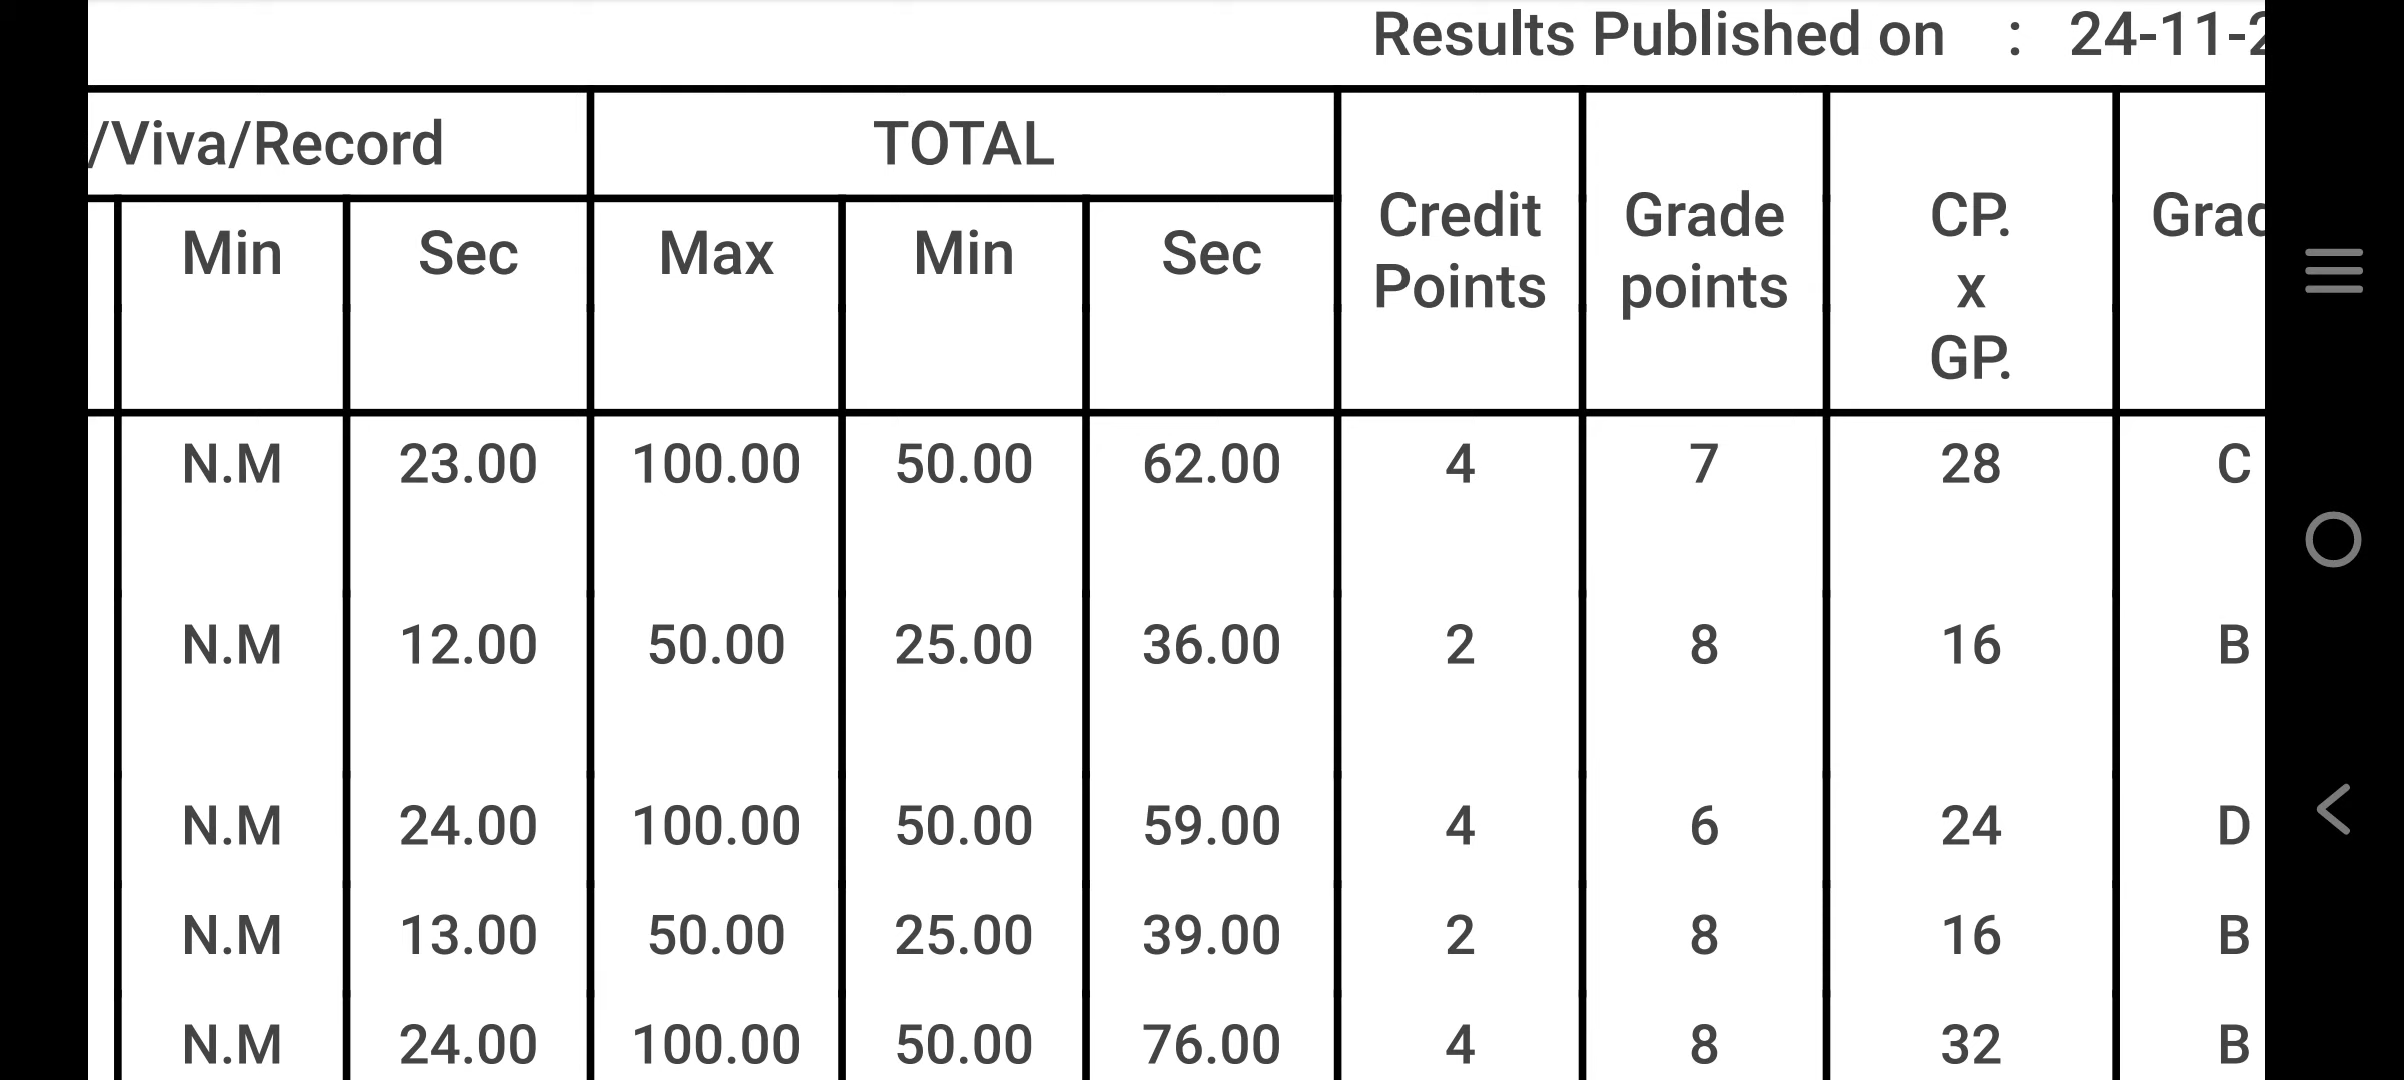 Results Published on : 24-11-2
/Viva/Record TOTAL Credit Points Grade points CP. x GP. Grad
Min Sec Max Min Sec
N.M 23.00 100.00 50.00 62.00 4 7 28 C
N.M 12.00 50.00 25.00 36.00 2 8 16 B
N.M 24.00 100.00 50.00 59.00 4 6 24 D
N.M 13.00 50.00 25.00 39.00 2 8 16 B
N.M 24.00 100.00 50.00 76.00 4 8 32 B